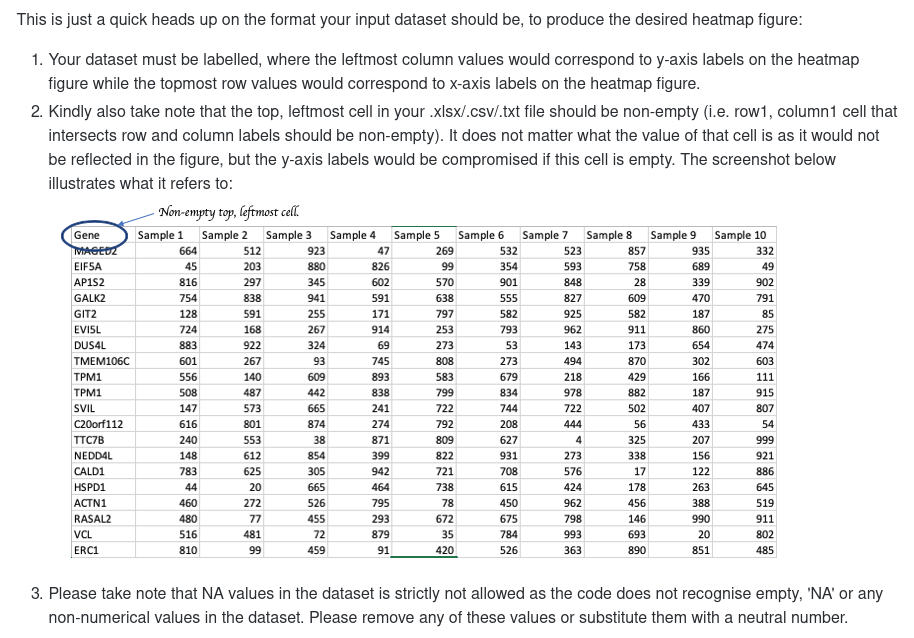 This is just a quick heads up on the format your input dataset should be, to produce the desired heatmap figure:
1. Your dataset must be labelled, where the leftmost column values would correspond to y-axis labels on the heatmap
figure while the topmost row values would correspond to x-axis labels on the heatmap figure.
2. Kindly also take note that the top, leftmost cell in your .xlsx/.csv/.txt file should be non-empty (i.e. row1, column1 cell that
intersects row and column labels should be non-empty). It does not matter what the value of that cell is as it would not
be reflected in the figure, but the y-axis labels would be compromised if this cell is empty. The screenshot below
illustrates what it refers to:
Non-empty top, leftmost cell.
Gene Sample 1 Sample 2 Sample 3 Sample 4 Sample 5 Sample 6 Sample 7 Sample 8 Sample 9 Sample 10
MAGED2 664 512 923 47 269 532 523 857 935 332
EIF5A 45 203 880 826 99 354 593 758 689 49
AP1S2 816 297 345 602 570 901 848 28 339 902
GALK2 754 838 941 591 638 555 827 609 470 791
GIT2 128 591 255 171 797 582 925 582 187 85
EVI5L 724 168 267 914 253 793 962 911 860 275
DUS4L 883 922 324 69 273 53 143 173 654 474
TMEM106C 601 267 93 745 808 273 494 870 302 603
TPM1 556 140 609 893 583 679 218 429 166 111
TPM1 508 487 442 838 799 834 978 882 187 915
SVIL 147 573 665 241 722 744 722 502 407 807
C20orf112 616 801 874 274 792 208 444 56 433 54
TTC7B 240 553 38 871 809 627 4 325 207 999
NEDD4L 148 612 854 399 822 931 273 338 156 921
CALD1 783 625 305 942 721 708 576 17 122 886
HSPD1 44 20 665 464 738 615 424 178 263 645
ACTN1 460 272 526 795 78 450 962 456 388 519
RASAL2 480 77 455 293 672 675 798 146 990 911
VCL 516 481 72 879 35 784 993 693 20 802
ERC1 810 99 459 91 420 526 363 890 851 485
3. Please take note that NA values in the dataset is strictly not allowed as the code does not recognise empty, 'NA' or any
non-numerical values in the dataset. Please remove any of these values or substitute them with a neutral number.